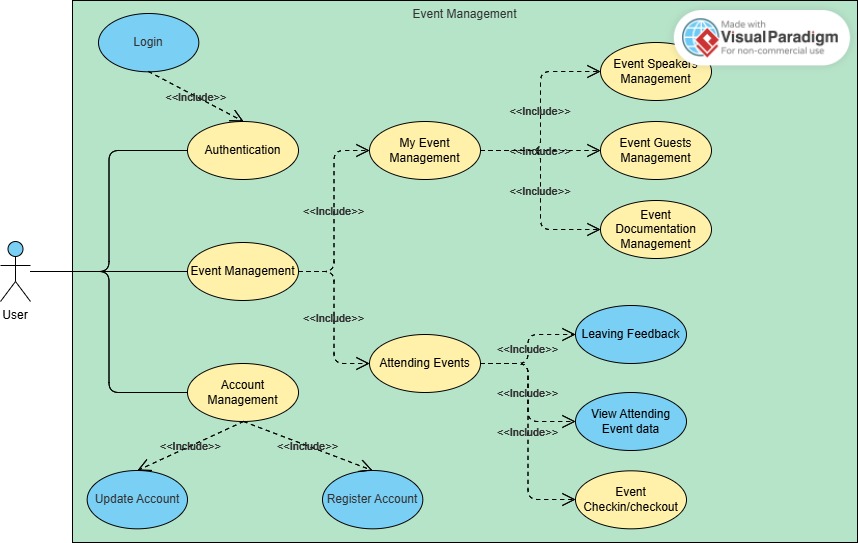 Event Management
Made with
VisualParadigm
For non-commercial use
Login
<<Include>>
Authentication
User
Event Management
<<Include>>
<<Include>>
My Event
Management
<<Include>>
<<Include>>
<<Include>>
Event Speakers
Management
Event Guests
Management
Event
Documentation
Management
Attending Events
<<Include>>
<<Include>>
<<Include>>
Leaving Feedback
View Attending
Event data
Event
Checkin/checkout
Account
Management
<<Include>>
<<Include>>
Update Account
Register Account